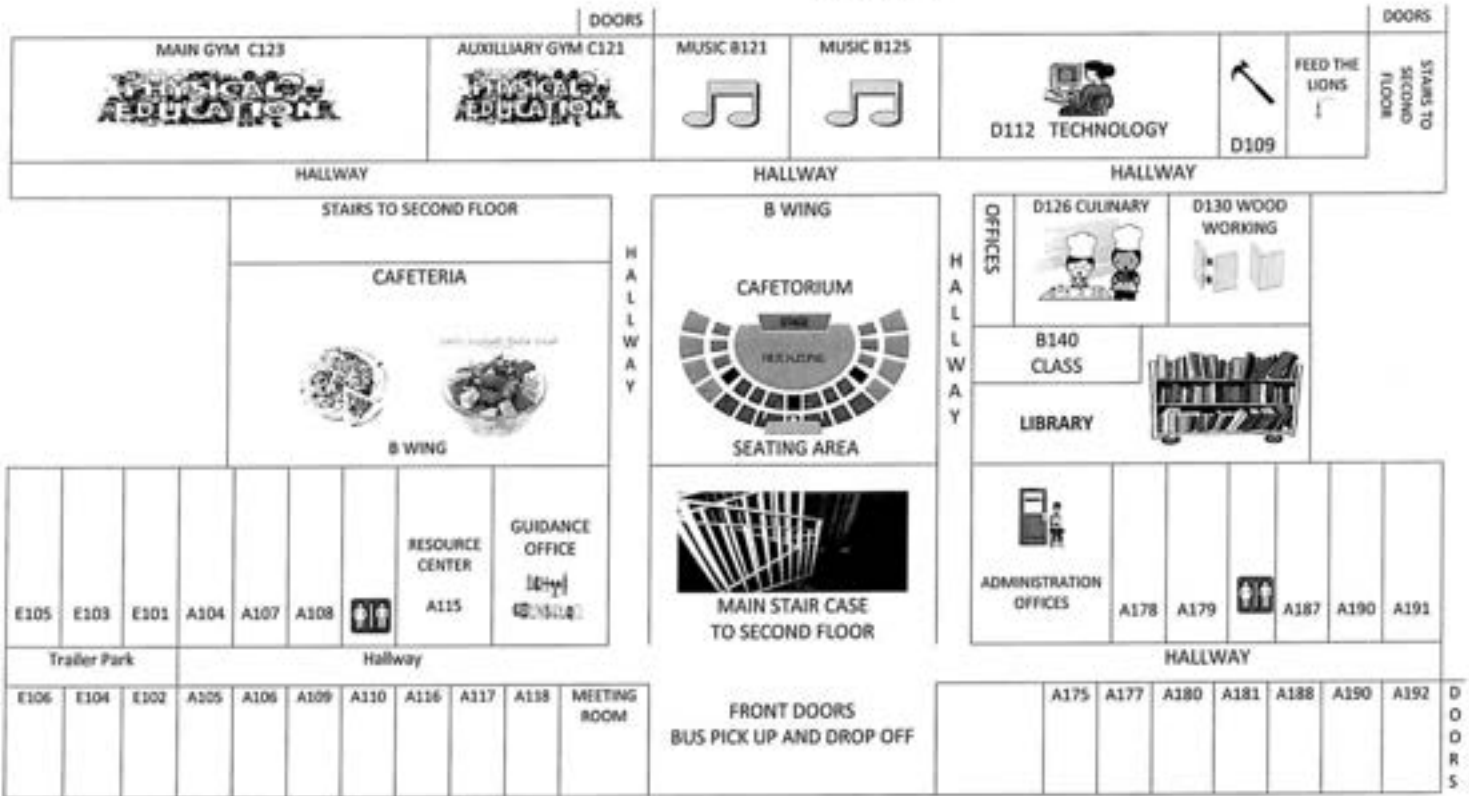 DOORS
DOORS
MAIN GYM C123
AUXILLIARY GYM C121
MUSIC B121
MUSIC B125
D112 TECHNOLOGY
D109
FEED THE
LIONS
STAIRS TO
SECOND
FLOOR
PHYSICAL
EDUCATION
PHYSICAL
EDUCATION
HALLWAY
HALLWAY
HALLWAY
STAIRS TO SECOND FLOOR
CAFETERIA
B WING
HALLWAY
B WING
CAFETORIUM
STAGE
SEATING AREA
HALLWAY
OFFICES
D126 CULINARY
D130 WOOD
WORKING
B140
CLASS
LIBRARY
E105
E103
E101
A104
A107
A108
RESOURCE
CENTER
A115
GUIDANCE
OFFICE
MAIN STAIR CASE
TO SECOND FLOOR
ADMINISTRATION
OFFICES
A178
A179
A187
A190
A191
Trailer Park
Hallway
HALLWAY
E106
E104
E102
A105
A106
A109
A110
A116
A117
A118
MEETING
ROOM
FRONT DOORS
BUS PICK UP AND DROP OFF
A175
A177
A180
A181
A188
A190
A192
DOORS